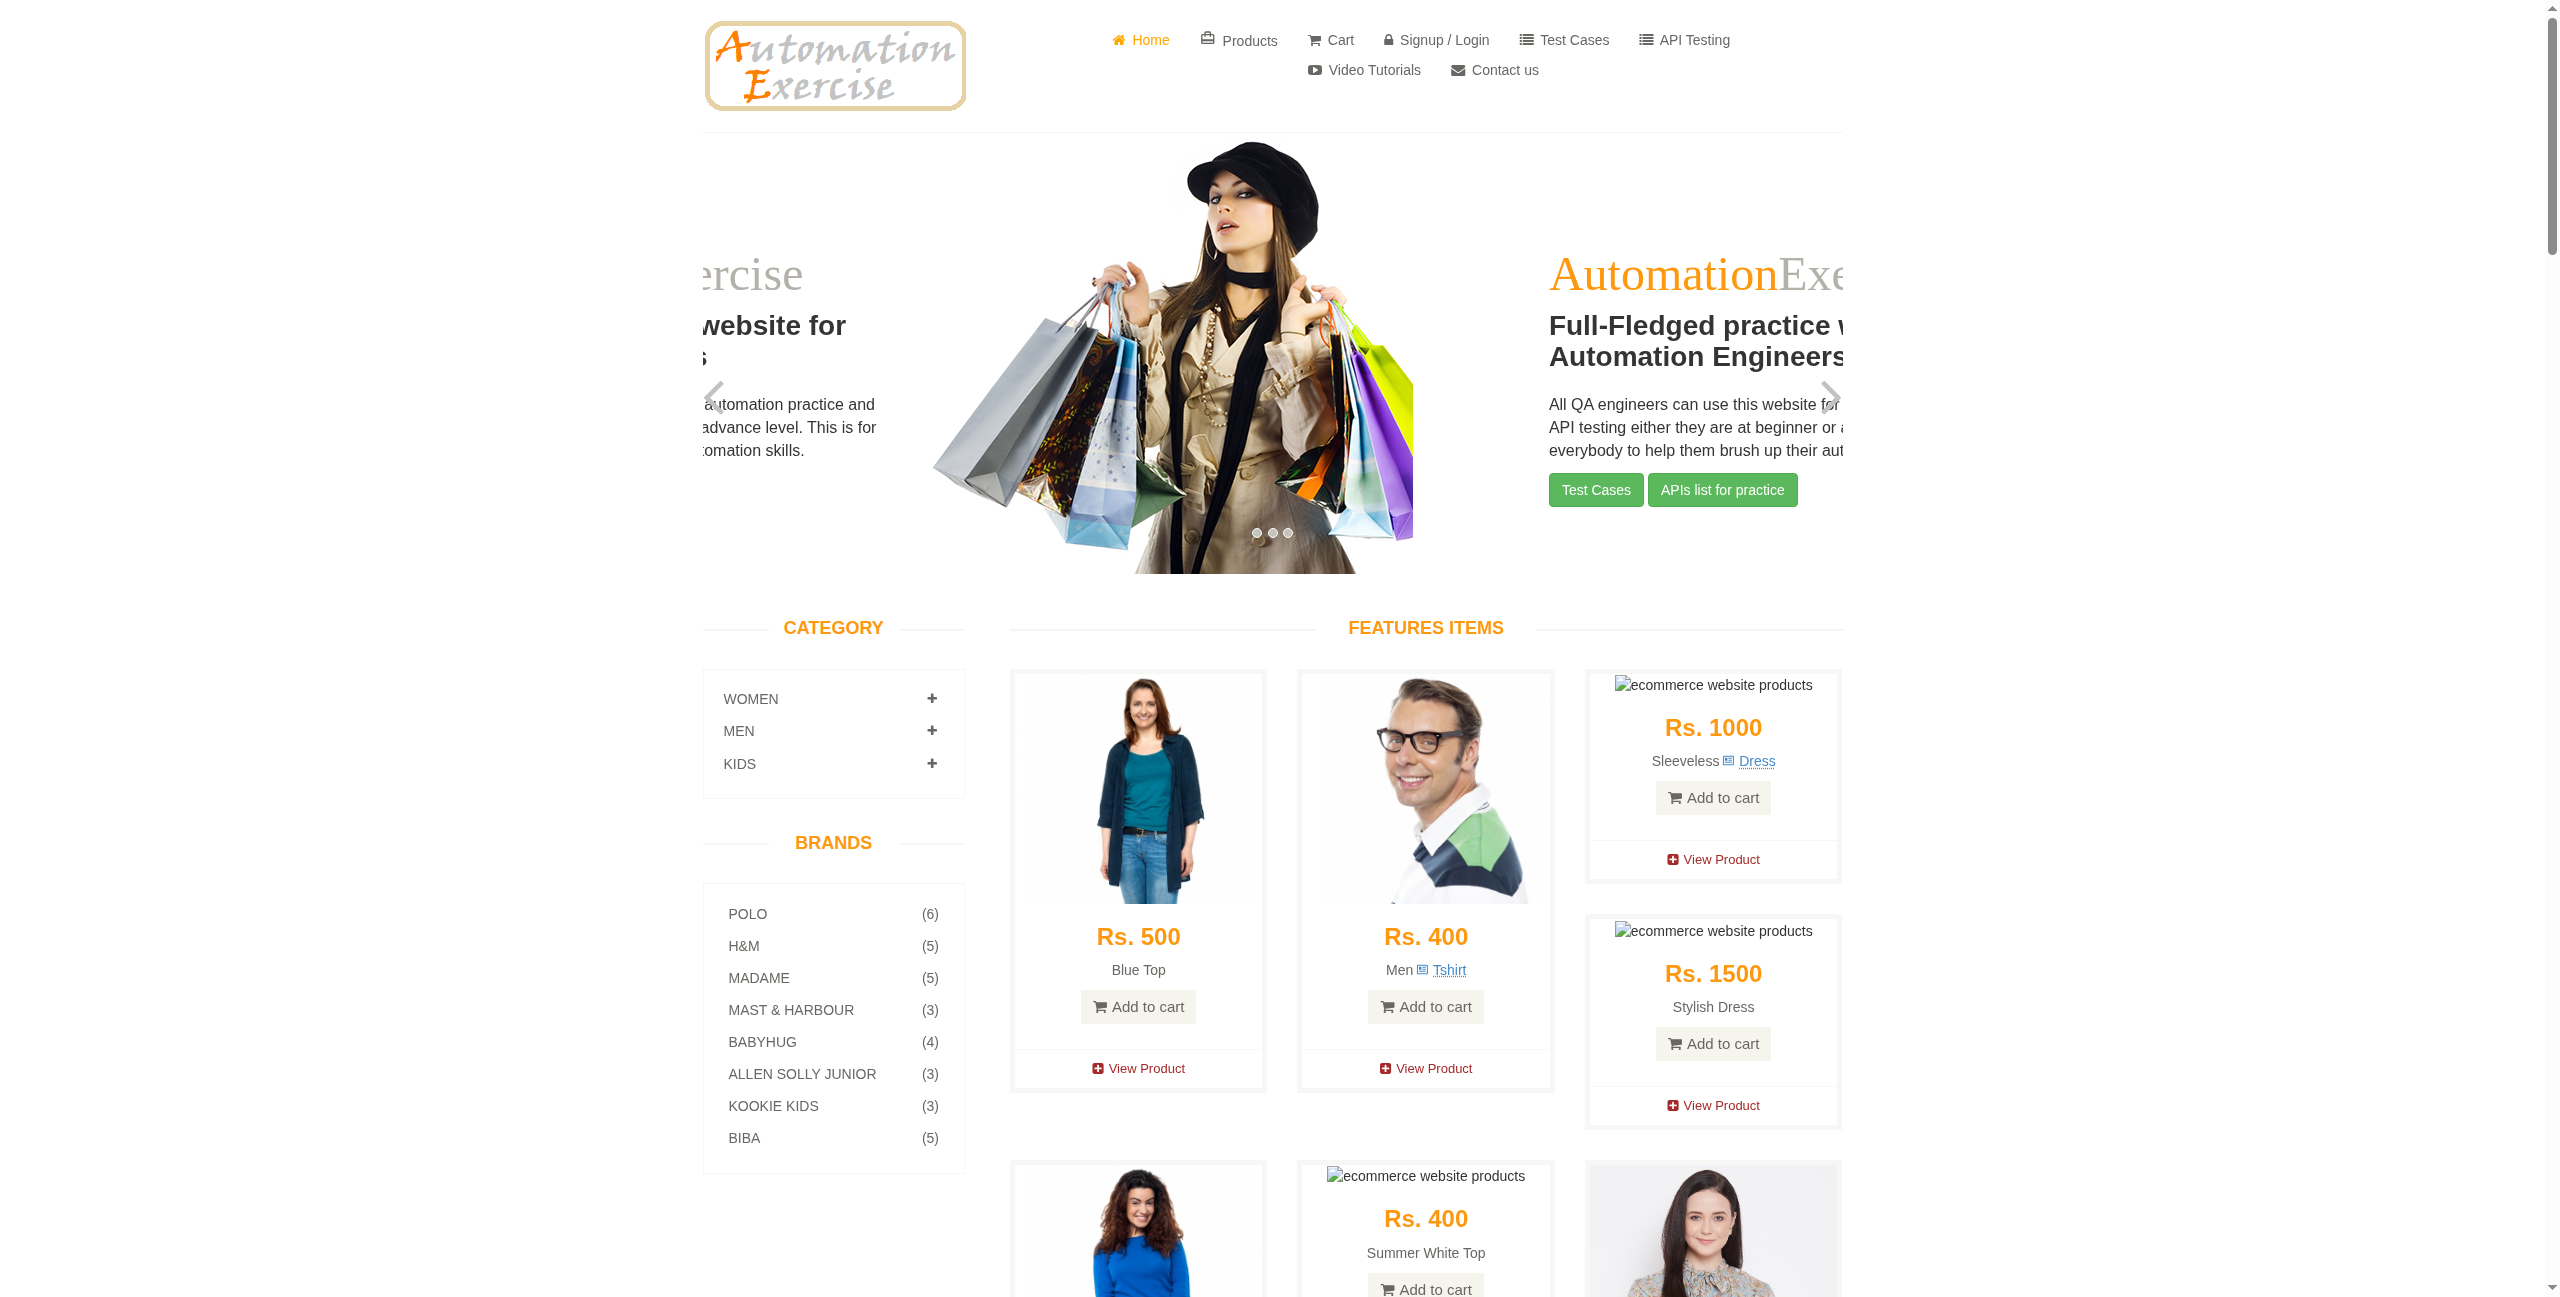 Automation
Exercise
Home
Products
Cart
Signup / Login
Test Cases
API Testing
Video Tutorials
Contact us
ercise
website for
s
automation practice and
advance level. This is for
tomation skills.
AutomationExe
Full-Fledged practice w
Automation Engineers
All QA engineers can use this website for
API testing either they are at beginner or a
everybody to help them brush up their aut
Test Cases
APIs list for practice
CATEGORY
WOMEN
MEN
KIDS
BRANDS
POLO (6)
H&M (5)
MADAME (5)
MAST & HARBOUR (3)
BABYHUG (4)
ALLEN SOLLY JUNIOR (3)
KOOKIE KIDS (3)
BIBA (5)
FEATURES ITEMS
Rs. 500
Blue Top
Add to cart
View Product
Rs. 400
Men Tshirt
Add to cart
View Product
ecommerce website products
Rs. 1000
Sleeveless Dress
Add to cart
View Product
ecommerce website products
Rs. 1500
Stylish Dress
Add to cart
View Product
ecommerce website products
Rs. 400
Summer White Top
Add to cart